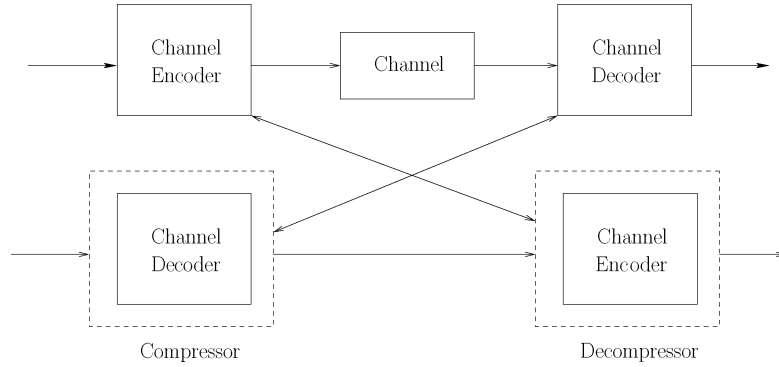 Channel
Encoder
Channel
Channel
Decoder
Channel
Decoder
Channel
Encoder
Compressor
Decompressor